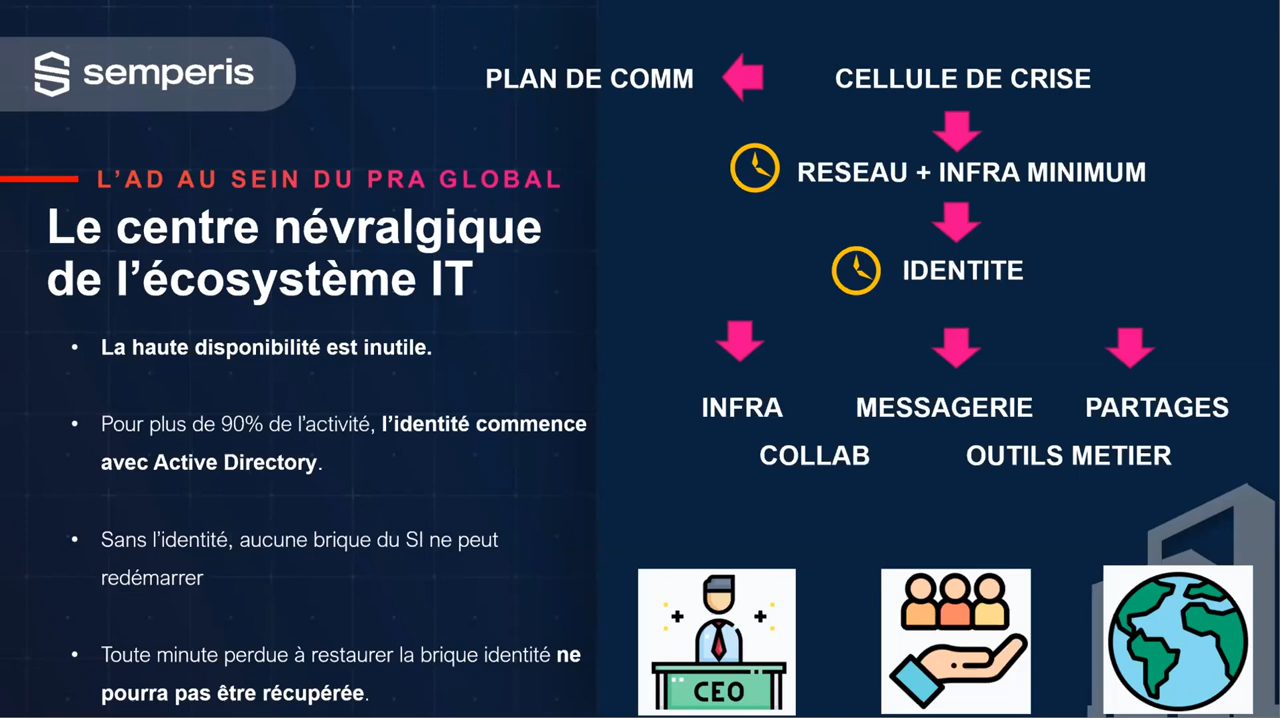 semperis
L’AD AU SEIN DU PRA GLOBAL
Le centre névralgique
de l’écosystème IT
• La haute disponibilité est inutile.
• Pour plus de 90% de l’activité, l’identité commence
avec Active Directory.
• Sans l’identité, aucune brique du SI ne peut
redémarrer
• Toute minute perdue à restaurer la brique identité ne
pourra pas être récupérée.
PLAN DE COMM
CELLULE DE CRISE
RESEAU + INFRA MINIMUM
IDENTITE
INFRA
MESSAGERIE
PARTAGES
COLLAB
OUTILS METIER
CEO